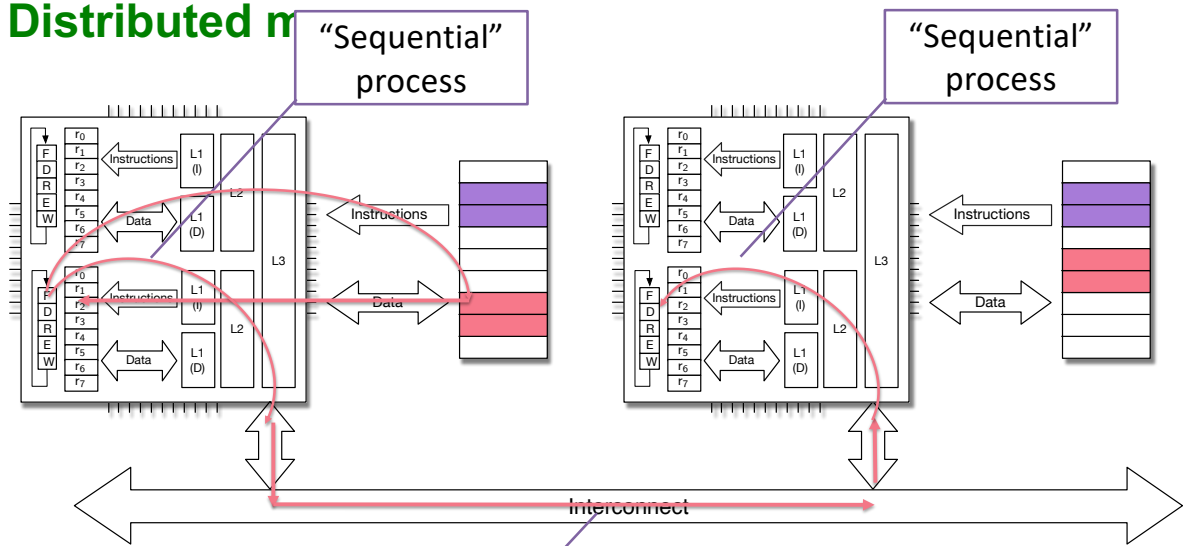 Distributed m
“Sequential”
process
“Sequential”
process
F
D
R
E
W
r0
r1
r2
r3
r4
r5
r6
r7
Instructions
Data
L1
(I)
L1
(D)
L2
F
D
R
E
W
r0
r1
r2
r3
r4
r5
r6
r7
Instructions
Data
L1
(I)
L1
(D)
L2
L3
Instructions
Data
F
D
R
E
W
r0
r1
r2
r3
r4
r5
r6
r7
Instructions
Data
L1
(I)
L1
(D)
L2
F
D
R
E
W
r0
r1
r2
r3
r4
r5
r6
r7
Instructions
Data
L1
(I)
L1
(D)
L2
L3
Instructions
Data
Interconnect